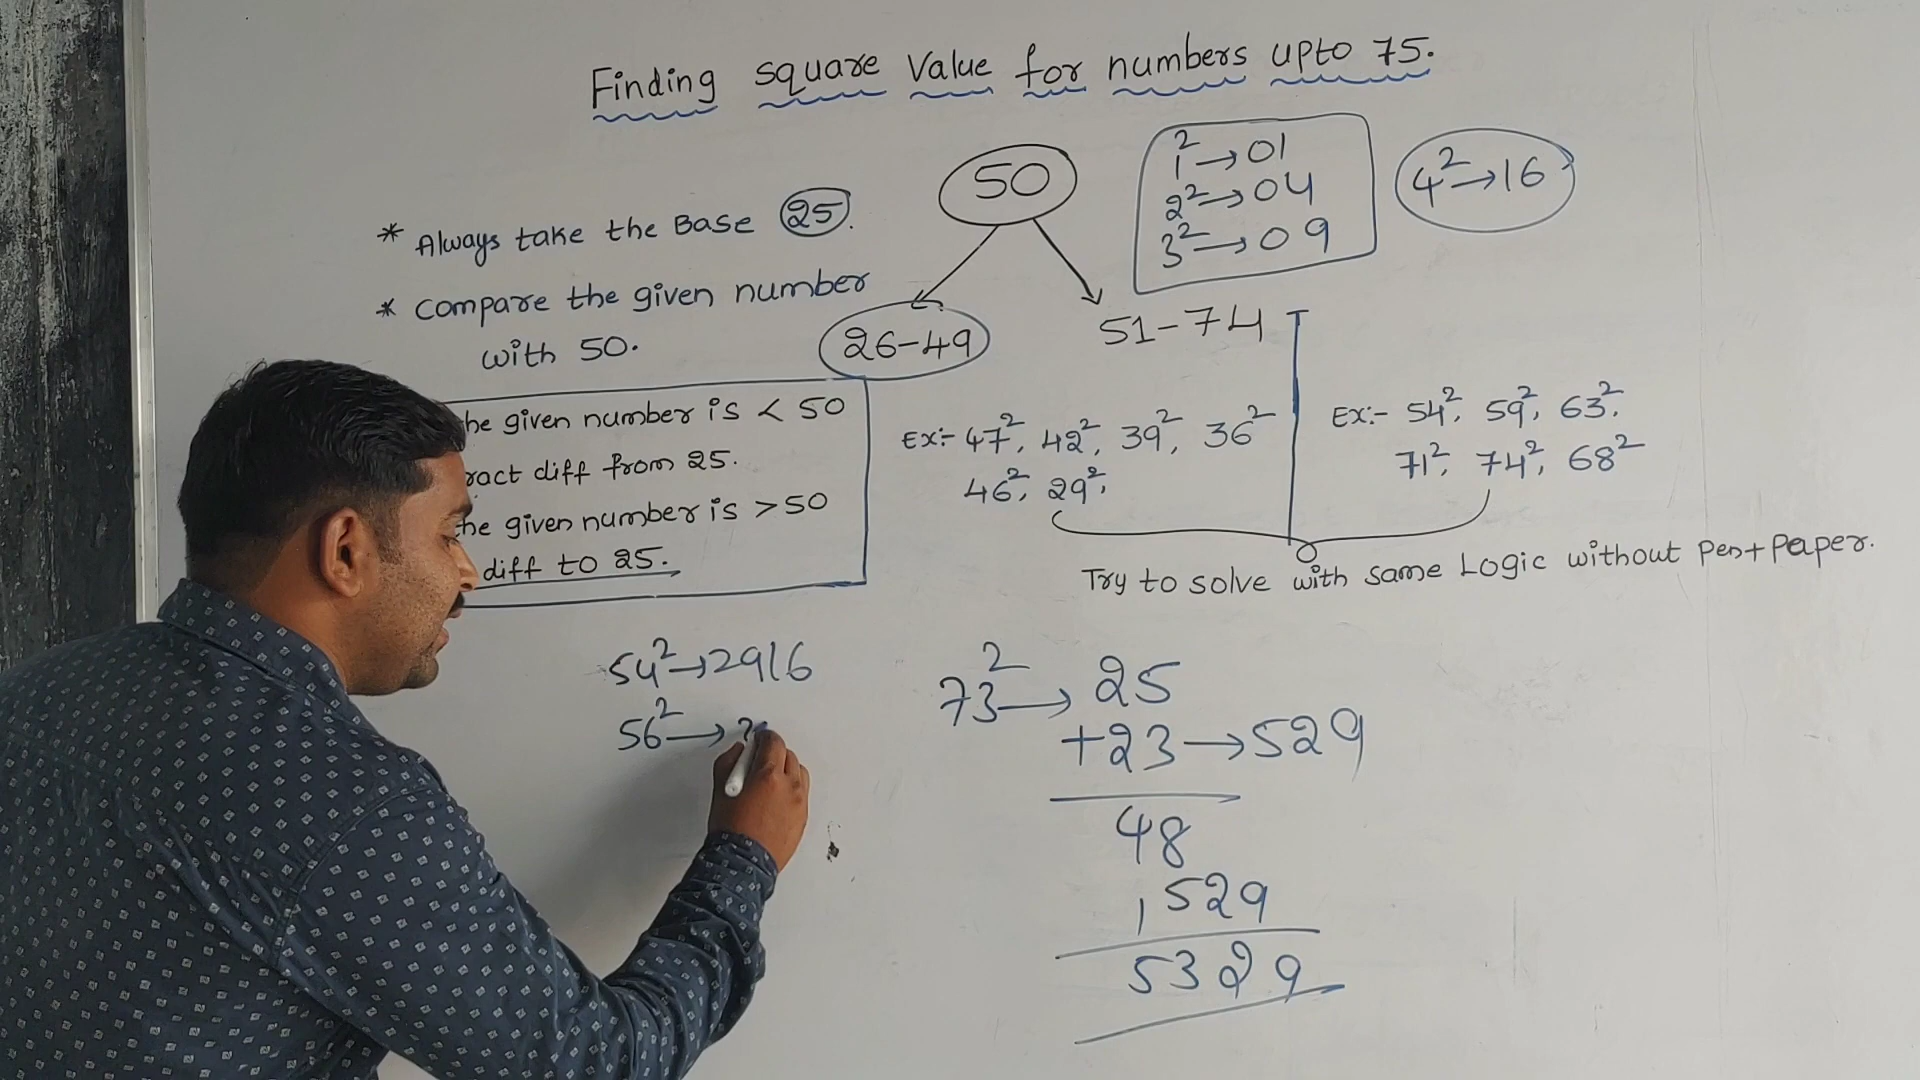 Finding square value for numbers upto 75.
* Always take the Base 25.
* compare the given number
with 50.
he given number is < 50
ract diff from 25.
the given number is > 50
diff to 25.
50
26-49
51-74
1² → 01
2² → 04
3² → 09
4² → 16
Ex:- 47², 42², 39², 36²
46², 29²,
Ex:- 54², 59², 63²,
71², 74², 68²
Try to solve with same Logic without Pen+Paper.
54² → 2916
56² →
73² → 25
+23 → 529
48
1 529
5329